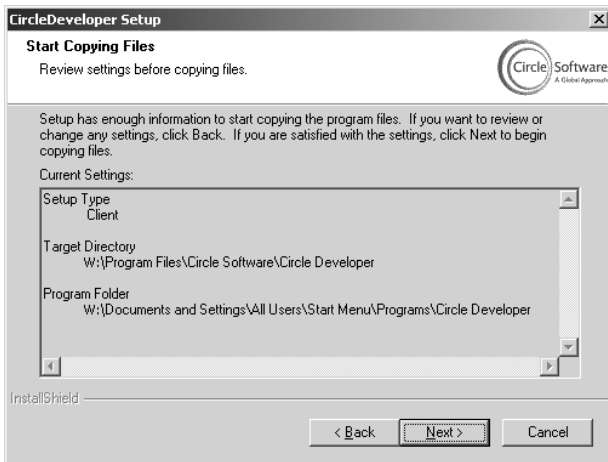 CircleDeveloper Setup
Start Copying Files
Review settings before copying files.
Circle Software
A Global Approach
Setup has enough information to start copying the program files. If you want to review or
change any settings, click Back. If you are satisfied with the settings, click Next to begin
copying files.
Current Settings:
Setup Type
Client
Target Directory
W:\Program Files\Circle Software\Circle Developer
Program Folder
W:\Documents and Settings\All Users\Start Menu\Programs\Circle Developer
InstallShield
< Back
Next >
Cancel